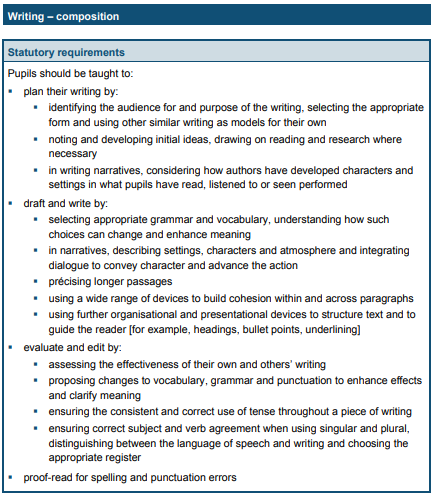 Writing – composition
Statutory requirements
Pupils should be taught to:
▪ plan their writing by:
▪ identifying the audience for and purpose of the writing, selecting the appropriate
form and using other similar writing as models for their own
▪ noting and developing initial ideas, drawing on reading and research where
necessary
▪ in writing narratives, considering how authors have developed characters and
settings in what pupils have read, listened to or seen performed
▪ draft and write by:
▪ selecting appropriate grammar and vocabulary, understanding how such
choices can change and enhance meaning
▪ in narratives, describing settings, characters and atmosphere and integrating
dialogue to convey character and advance the action
▪ précising longer passages
▪ using a wide range of devices to build cohesion within and across paragraphs
▪ using further organisational and presentational devices to structure text and to
guide the reader [for example, headings, bullet points, underlining]
▪ evaluate and edit by:
▪ assessing the effectiveness of their own and others’ writing
▪ proposing changes to vocabulary, grammar and punctuation to enhance effects
and clarify meaning
▪ ensuring the consistent and correct use of tense throughout a piece of writing
▪ ensuring correct subject and verb agreement when using singular and plural,
distinguishing between the language of speech and writing and choosing the
appropriate register
▪ proof-read for spelling and punctuation errors